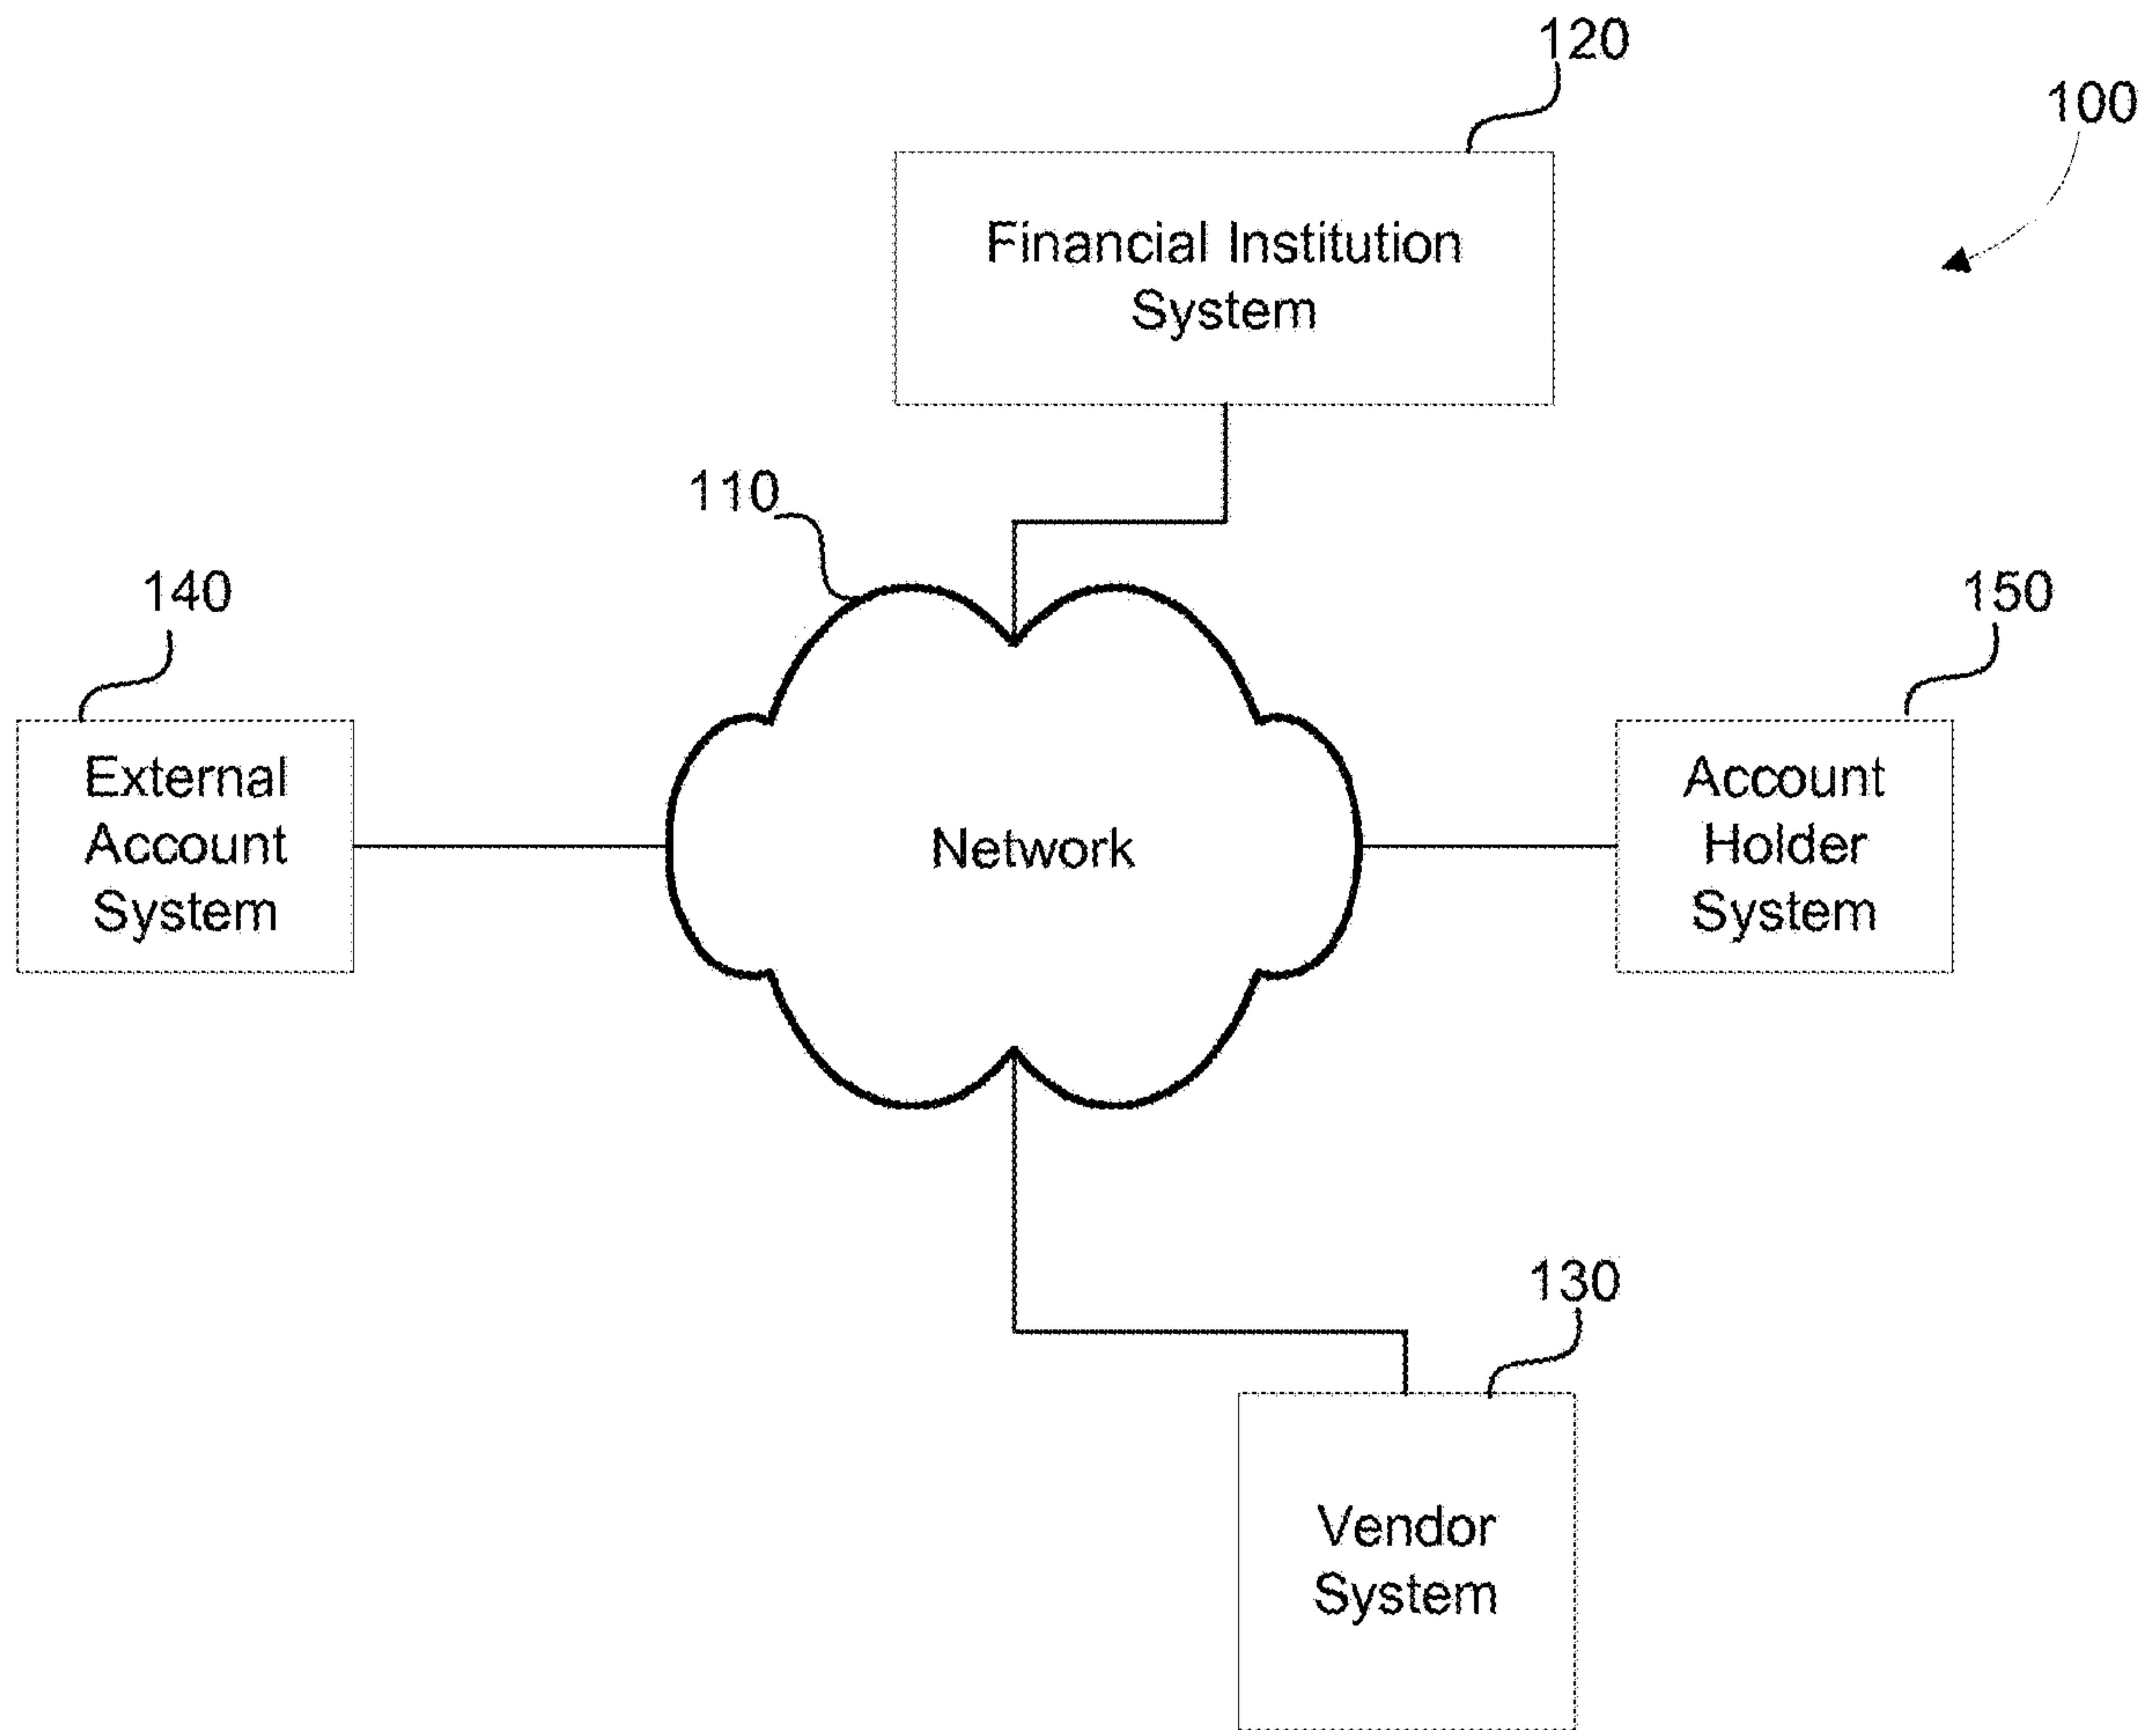 120
100
Financial Institution
System
110
140
150
External
Account
System
Network
Account
Holder
System
130
Vendor
System